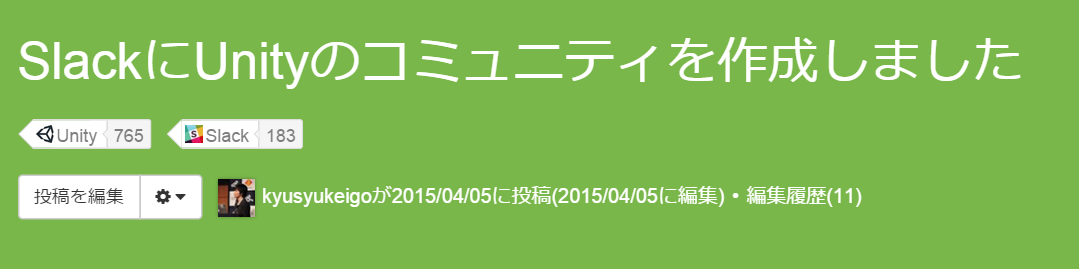 SlackにUnityのコミュニティを作成しました
Unity 765 Slack 183
投稿を編集 kyusyukeigoが2015/04/05に投稿(2015/04/05に編集)・編集履歴(11)